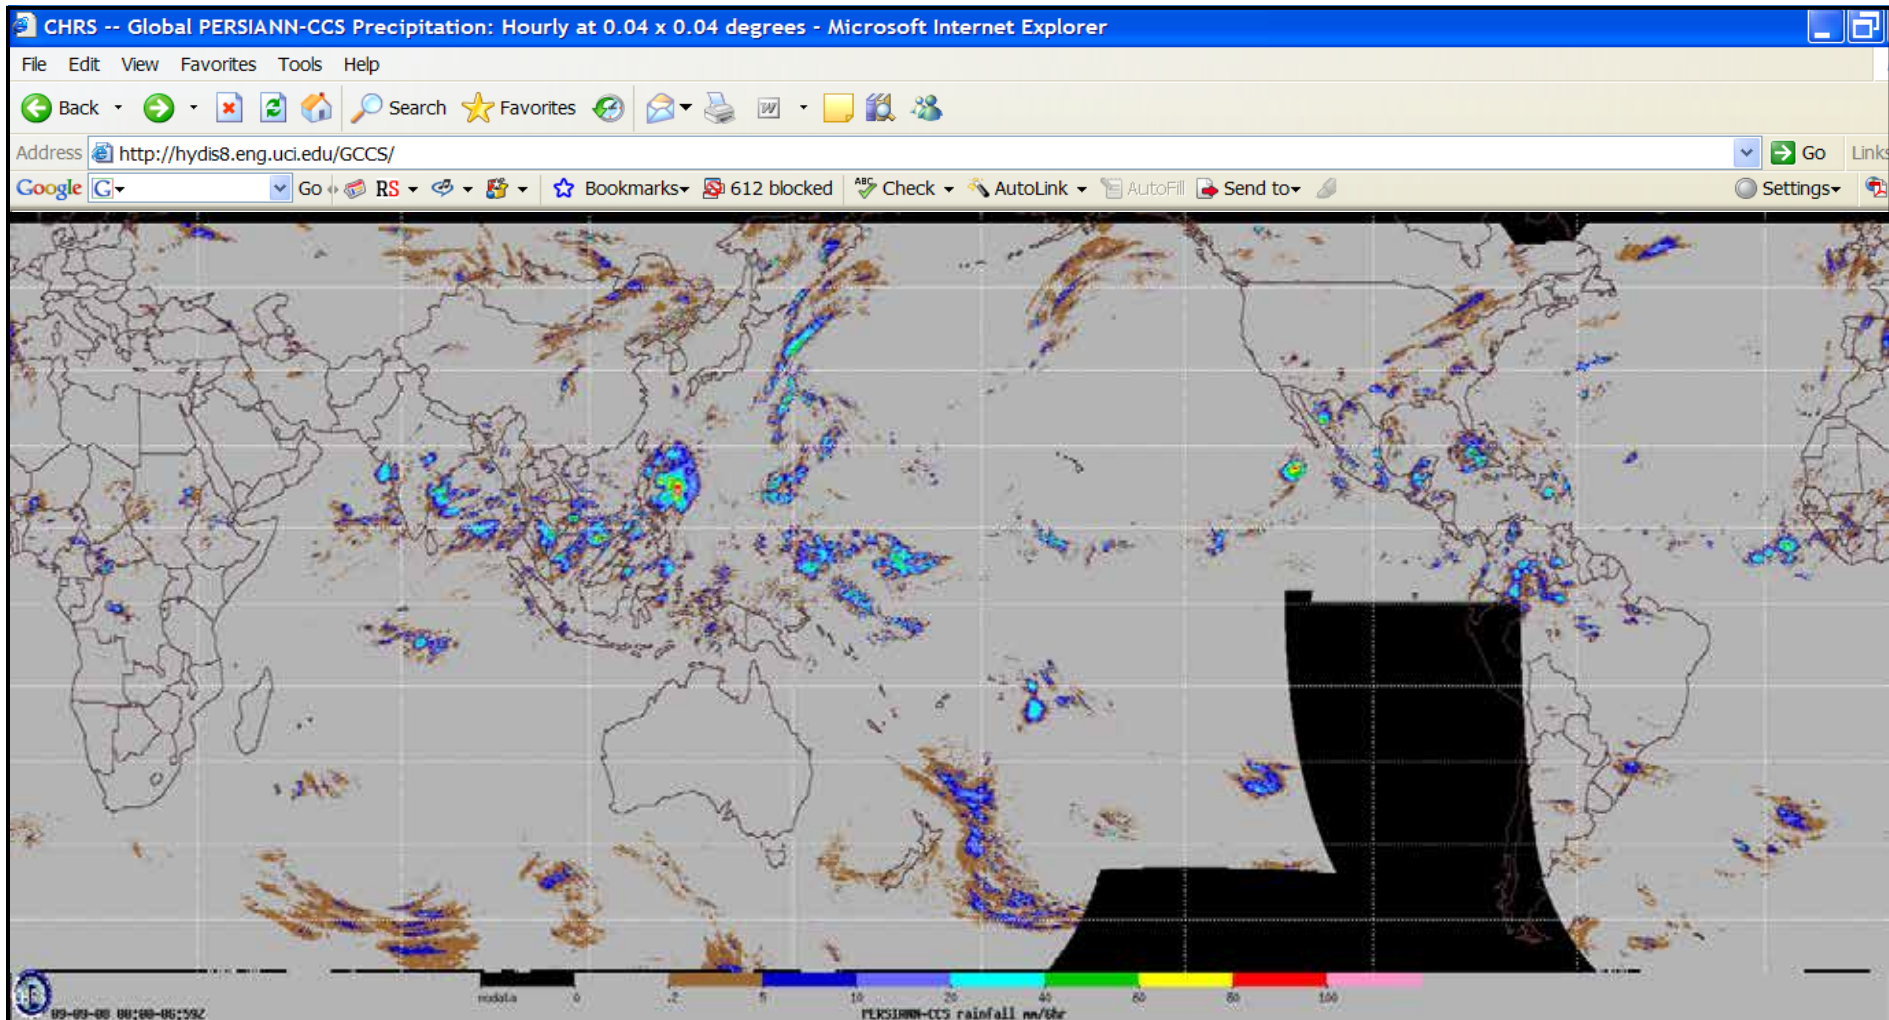 CHRS -- Global PERSIANN-CCS Precipitation: Hourly at 0.04 x 0.04 degrees - Microsoft Internet Explorer
File Edit View Favorites Tools Help
Back Search Favorites W
Address http://hydis8.eng.uci.edu/GCCS/ Go Links
Google G Go RS Bookmarks 612 blocked ABC Check AutoLink AutoFill Send to Settings
nodata 0 .2 5 10 20 40 60 80 100
PERSIANN-CCS rainfall mm/6hr